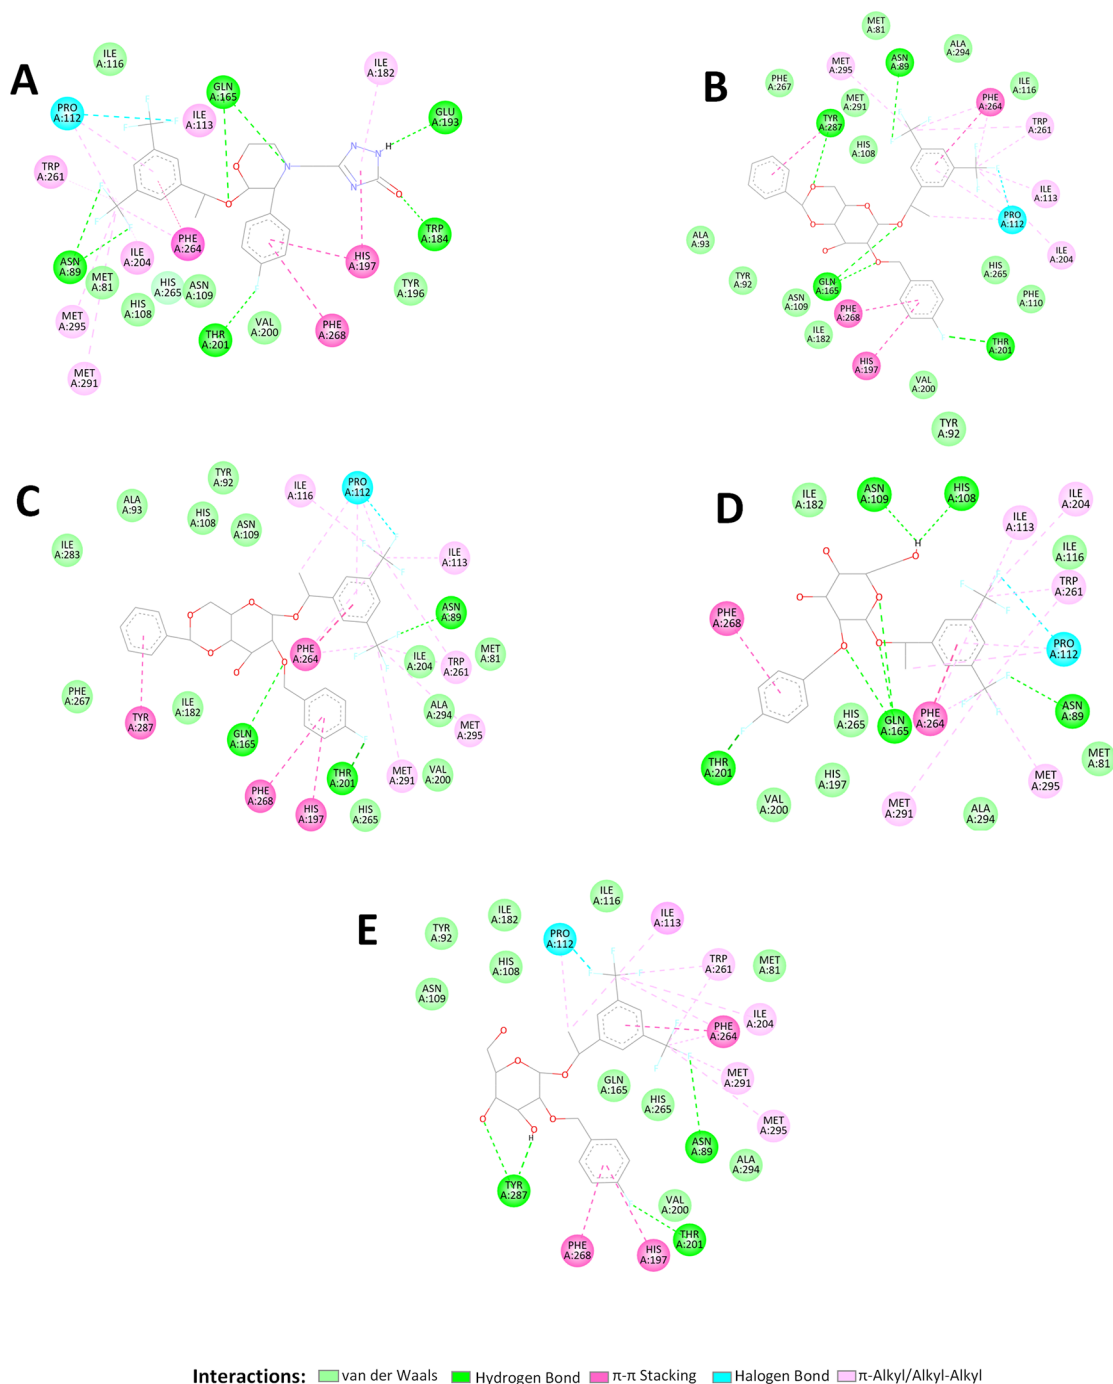 A
ILE
A:116
PRO
A:112
GLN
A:165
ILE
A:113
ILE
A:182
GLU
A:193
TRP
A:261
O
N
N
N
H
N
O
O
PHE
A:264
TRP
A:184
ASN
A:89
ILE
A:204
HIS
A:197
MET
A:81
HIS
A:265
ASN
A:109
TYR
A:196
HIS
A:108
MET
A:295
THR
A:201
VAL
A:200
PHE
A:268
MET
A:291
B
MET
A:81
ASN
A:89
ALA
A:294
MET
A:295
PHE
A:267
MET
A:291
PHE
A:264
ILE
A:116
TYR
A:287
TRP
A:261
HIS
A:108
ILE
A:113
O
O
O
O
O
O
O
PRO
A:112
ALA
A:93
ILE
A:204
TYR
A:92
GLN
A:165
HIS
A:265
ASN
A:109
PHE
A:110
PHE
A:268
ILE
A:182
THR
A:201
HIS
A:197
VAL
A:200
TYR
A:92
C
TYR
A:92
ILE
A:116
PRO
A:112
ALA
A:93
HIS
A:108
ASN
A:109
ILE
A:283
ILE
A:113
O
O
O
O
O
O
ASN
A:89
PHE
A:264
ILE
A:204
TRP
A:261
MET
A:81
PHE
A:267
ILE
A:182
TYR
A:287
ALA
A:294
MET
A:295
GLN
A:165
THR
A:201
MET
A:291
VAL
A:200
PHE
A:268
HIS
A:197
HIS
A:265
D
ILE
A:182
ASN
A:109
HIS
A:108
ILE
A:204
ILE
A:113
H
O
O
O
O
O
O
ILE
A:116
TRP
A:261
PHE
A:268
PRO
A:112
HIS
A:265
GLN
A:165
PHE
A:264
ASN
A:89
THR
A:201
MET
A:81
HIS
A:197
MET
A:295
VAL
A:200
MET
A:291
ALA
A:294
E
ILE
A:116
ILE
A:182
ILE
A:113
TYR
A:92
PRO
A:112
HIS
A:108
TRP
A:261
MET
A:81
ASN
A:109
ILE
A:204
PHE
A:264
O
O
O
O
O
O
H
GLN
A:165
HIS
A:265
MET
A:291
MET
A:295
ASN
A:89
ALA
A:294
TYR
A:287
VAL
A:200
PHE
A:268
HIS
A:197
THR
A:201
Interactions: van der Waals Hydrogen Bond π-π Stacking Halogen Bond π-Alkyl/Alkyl-Alkyl